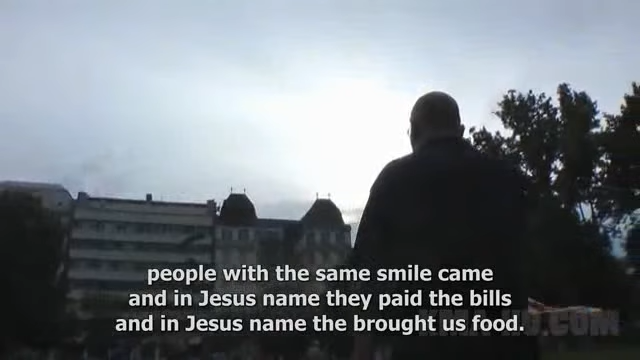 people with the same smile came
and in Jesus name they paid the bills
and in Jesus name the brought us food.